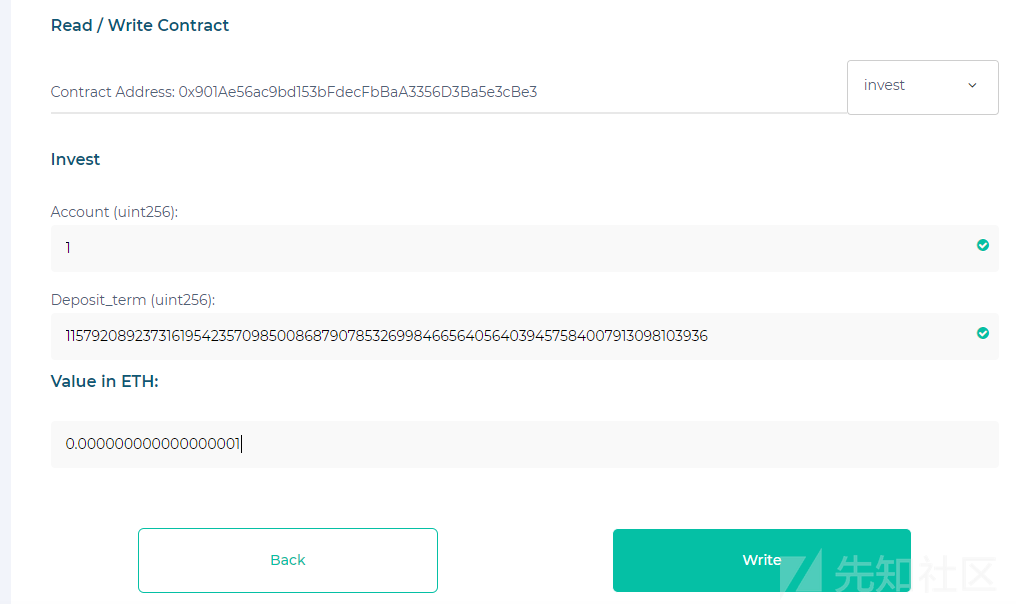 Read / Write Contract
Contract Address: 0x901Ae56ac9bd153bFdecFbBaA3356D3Ba5e3cBe3
invest
Invest
Account (uint256):
1
Deposit_term (uint256):
115792089237316195423570985008687907853269984665640564039457584007913098103936
Value in ETH:
0.000000000000000001
Back
Write
先知社区